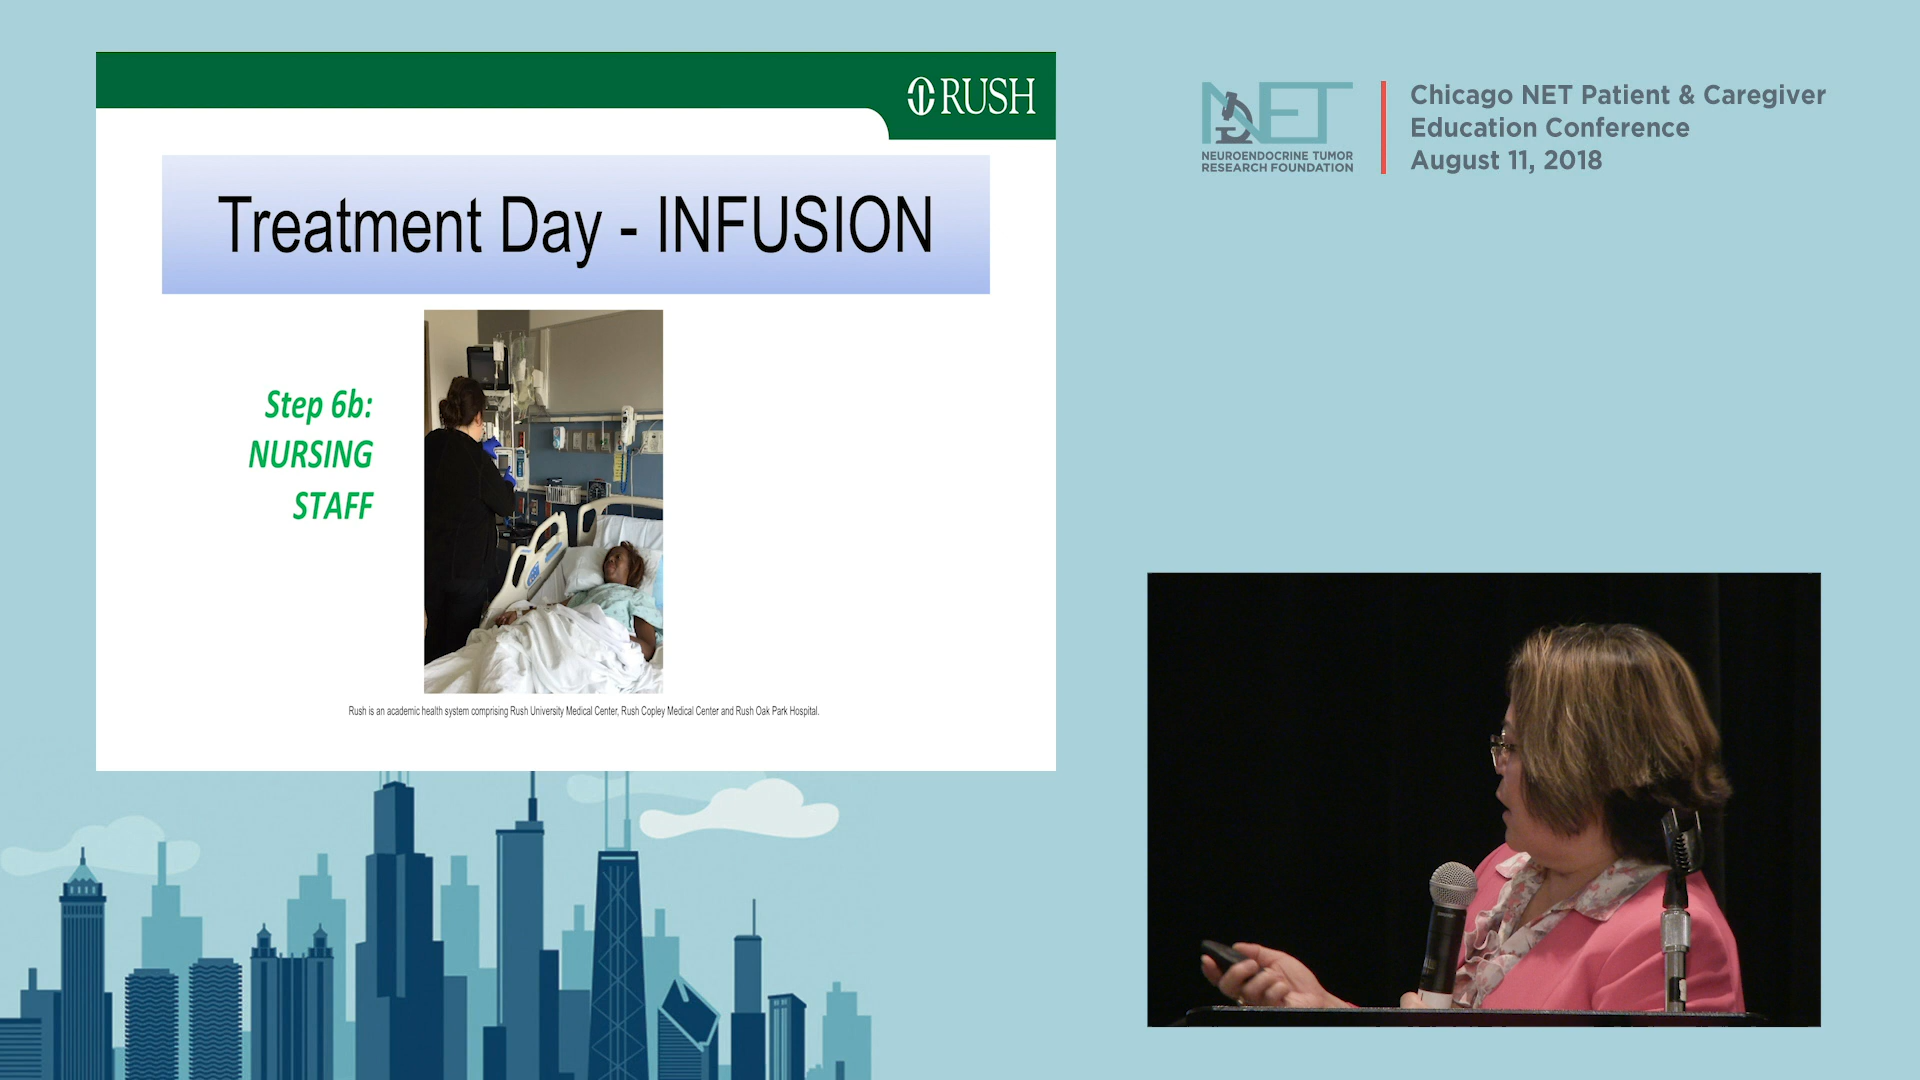 RUSH
Treatment Day - INFUSION
Step 6b:
NURSING
STAFF
Rush is an academic health system comprising Rush University Medical Center, Rush Copley Medical Center and Rush Oak Park Hospital.
NET
NEUROENDOCRINE TUMOR
RESEARCH FOUNDATION
Chicago NET Patient & Caregiver
Education Conference
August 11, 2018